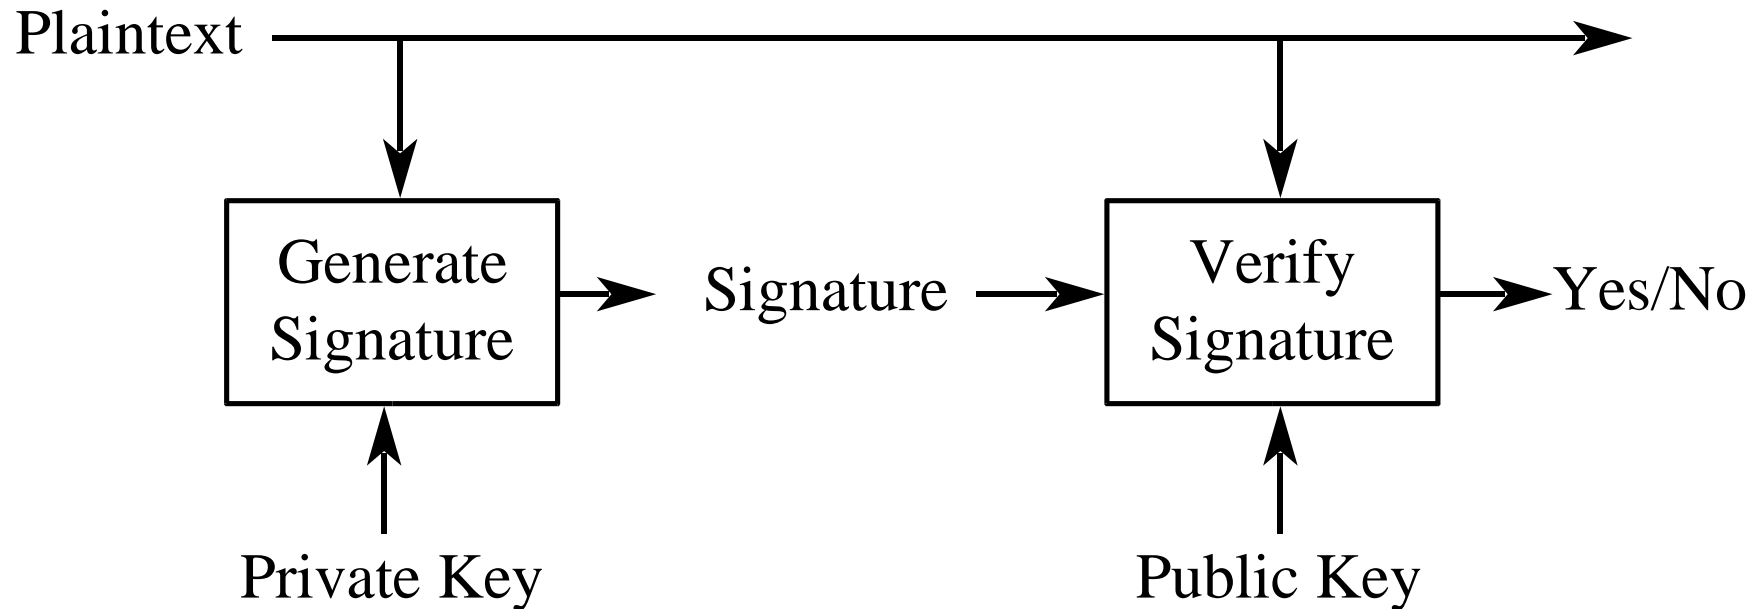 Plaintext
Generate
Signature
Signature
Verify
Signature
Yes/No
Private Key
Public Key